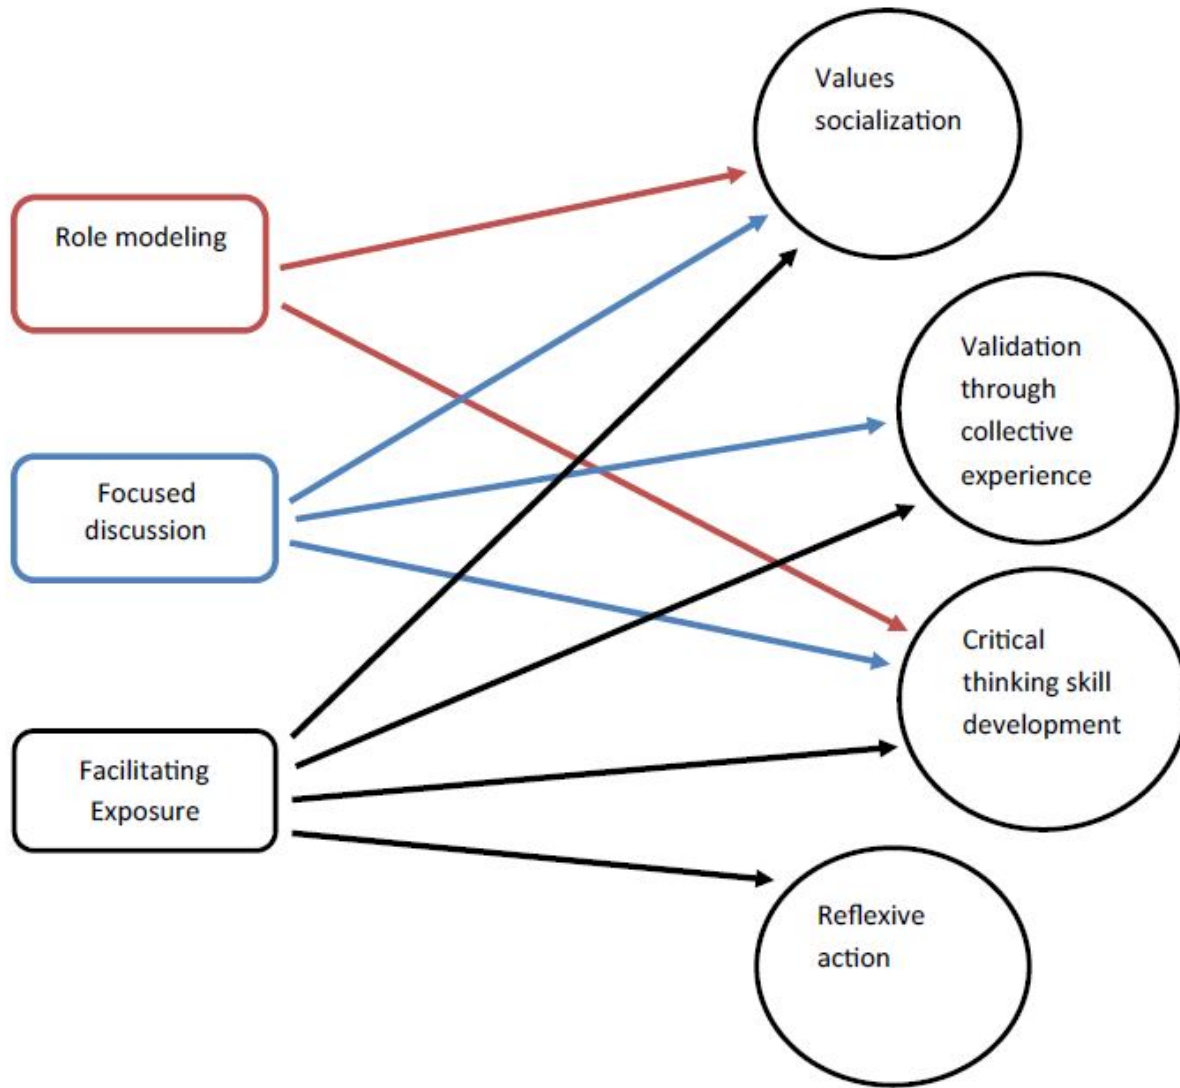 Role modeling
Focused
discussion
Facilitating
Exposure
Values
socialization
Validation
through
collective
experience
Critical
thinking skill
development
Reflexive
action